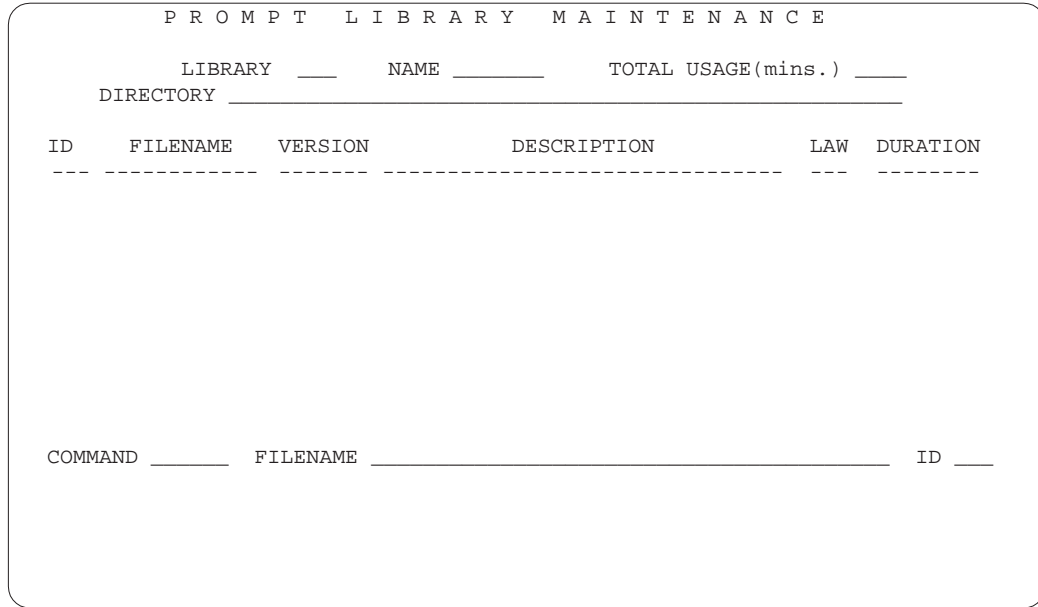 P R O M P T   L I B R A R Y   M A I N T E N A N C E
LIBRARY ___ NAME _______ TOTAL USAGE(mins.) ____
DIRECTORY ____________________________________________________
ID FILENAME VERSION DESCRIPTION LAW DURATION
--- ------------ ------- ------------------------------- --- --------
COMMAND ______ FILENAME ________________________________________ ID ___